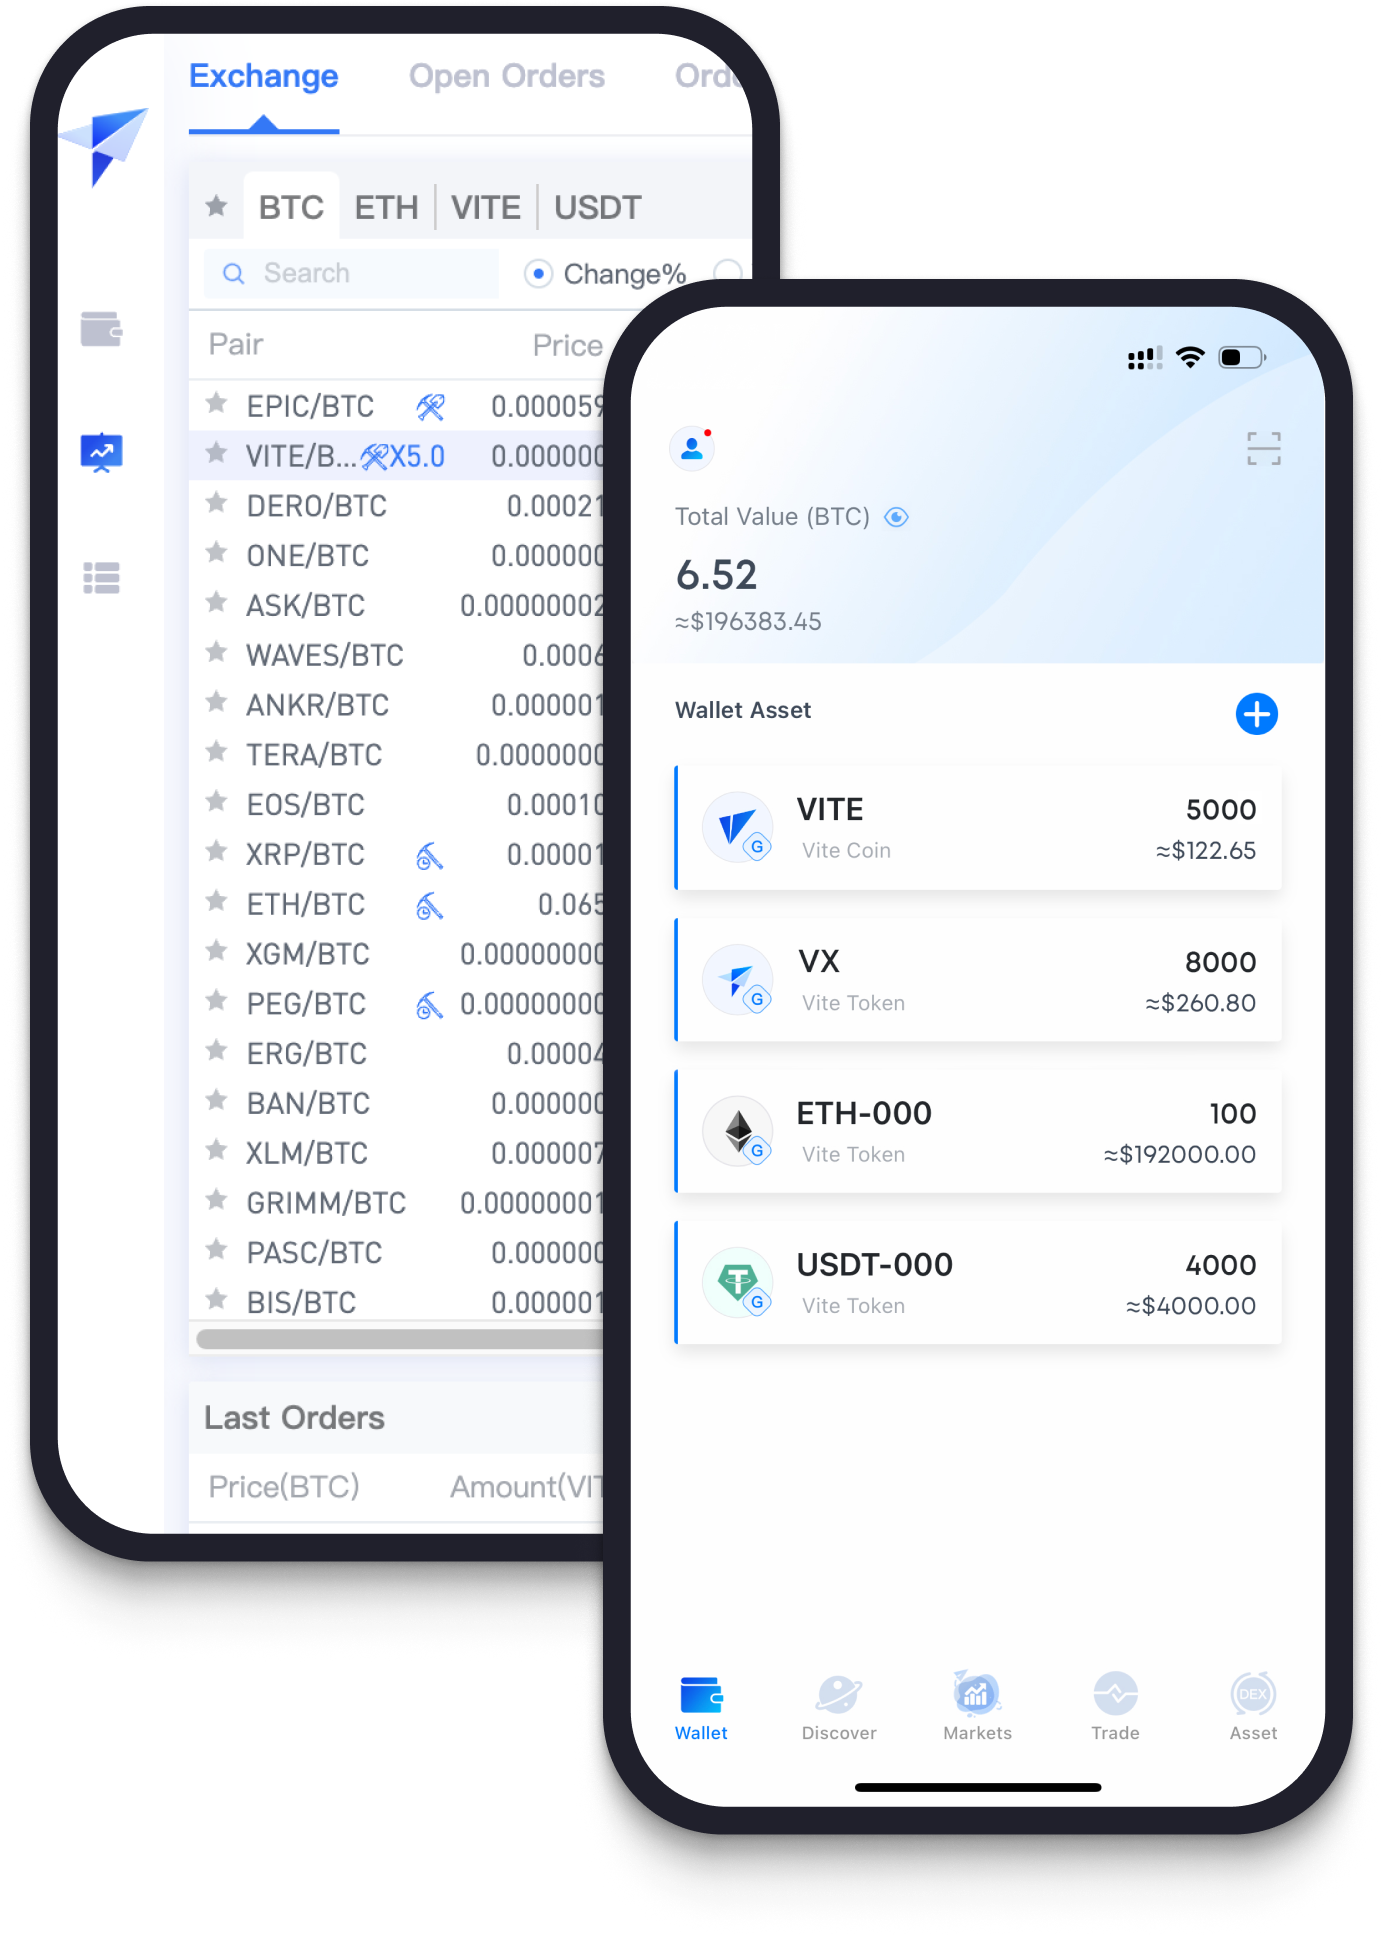 Exchange Open Orders
BTC ETH VITE USDT
Search Change%
Pair Price
EPIC/BTC 0.000059
VITE/B... X5.0 0.000000
DERO/BTC 0.00021
ONE/BTC 0.000000
ASK/BTC 0.00000002
WAVES/BTC 0.0006
ANKR/BTC 0.000001
TERA/BTC 0.0000000
EOS/BTC 0.00010
XRP/BTC 0.00001
ETH/BTC 0.065
XGM/BTC 0.00000000
PEG/BTC 0.00000000
ERG/BTC 0.00004
BAN/BTC 0.000000
XLM/BTC 0.000007
GRIMM/BTC 0.00000001
PASC/BTC 0.000000
BIS/BTC 0.000001
Last Orders
Price(BTC) Amount(VIT
Total Value (BTC)
6.52
≈$196383.45
Wallet Asset
VITE 5000
G
Vite Coin ≈$122.65
VX 8000
G
Vite Token ≈$260.80
ETH-000 100
G
Vite Token ≈$192000.00
USDT-000 4000
G
Vite Token ≈$4000.00
DEX
Wallet Discover Markets Trade Asset